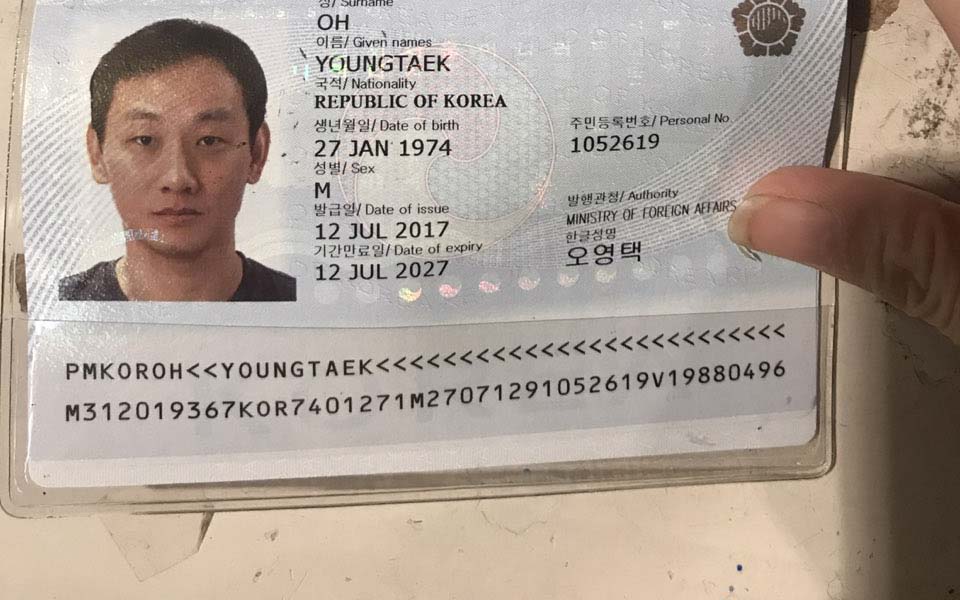 성/ Surname
OH
이름/ Given names
YOUNGTAEK
국적/ Nationality
REPUBLIC OF KOREA
생년월일/ Date of birth
27 JAN 1974
주민등록번호/ Personal No.
1052619
성별/ Sex
M
발급일/ Date of issue
12 JUL 2017
발행관청/ Authority
MINISTRY OF FOREIGN AFFAIRS
기간만료일/ Date of expiry
12 JUL 2027
한글성명
오영택
PMKOROH<<YOUNGTAEK<<<<<<<<<<<<<<<<<<<<<<<<<<
M312019367KOR7401271M27071291052619V19880496